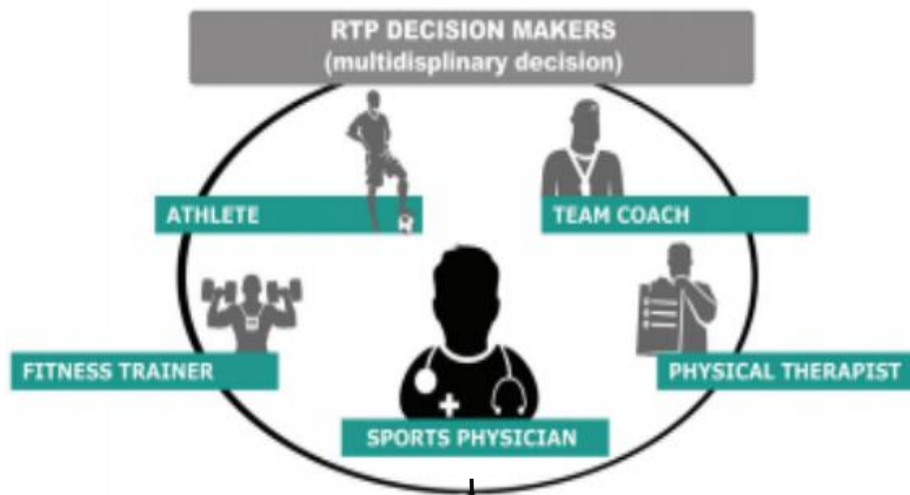 RTP DECISION MAKERS
(multidisplinary decision)
ATHLETE
TEAM COACH
FITNESS TRAINER
PHYSICAL THERAPIST
SPORTS PHYSICIAN